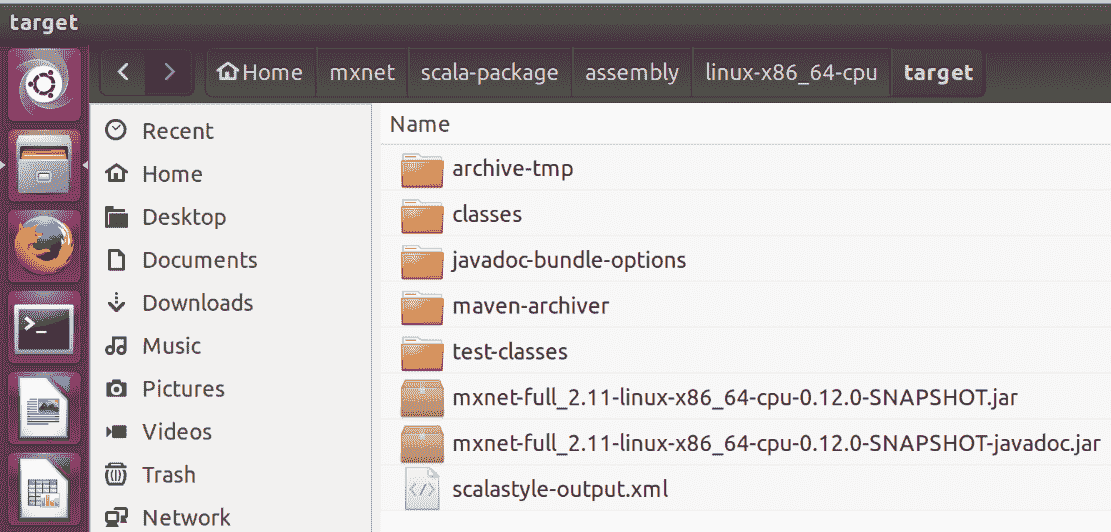 target
Home mxnet scala-package assembly linux-x86_64-cpu target
Recent
Home
Desktop
Documents
Downloads
Music
Pictures
Videos
Trash
Network
Name
archive-tmp
classes
javadoc-bundle-options
maven-archiver
test-classes
mxnet-full_2.11-linux-x86_64-cpu-0.12.0-SNAPSHOT.jar
mxnet-full_2.11-linux-x86_64-cpu-0.12.0-SNAPSHOT-javadoc.jar
scalastyle-output.xml